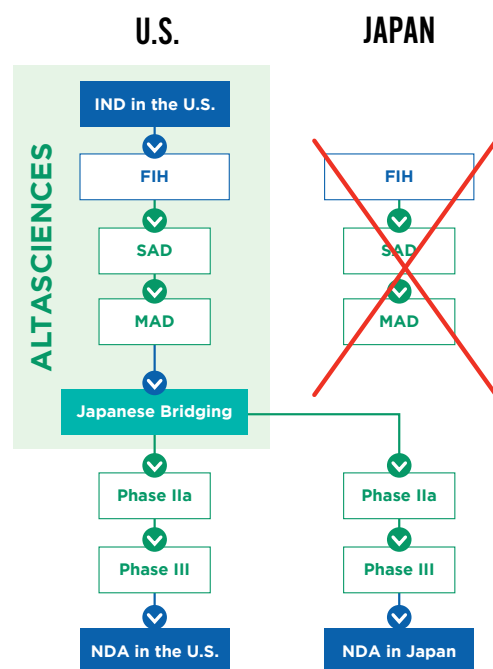 U.S.
JAPAN
ALTASCIENCES
IND in the U.S.
FIH
SAD
MAD
Japanese Bridging
Phase IIa
Phase III
NDA in the U.S.
FIH
SAD
MAD
Phase IIa
Phase III
NDA in Japan